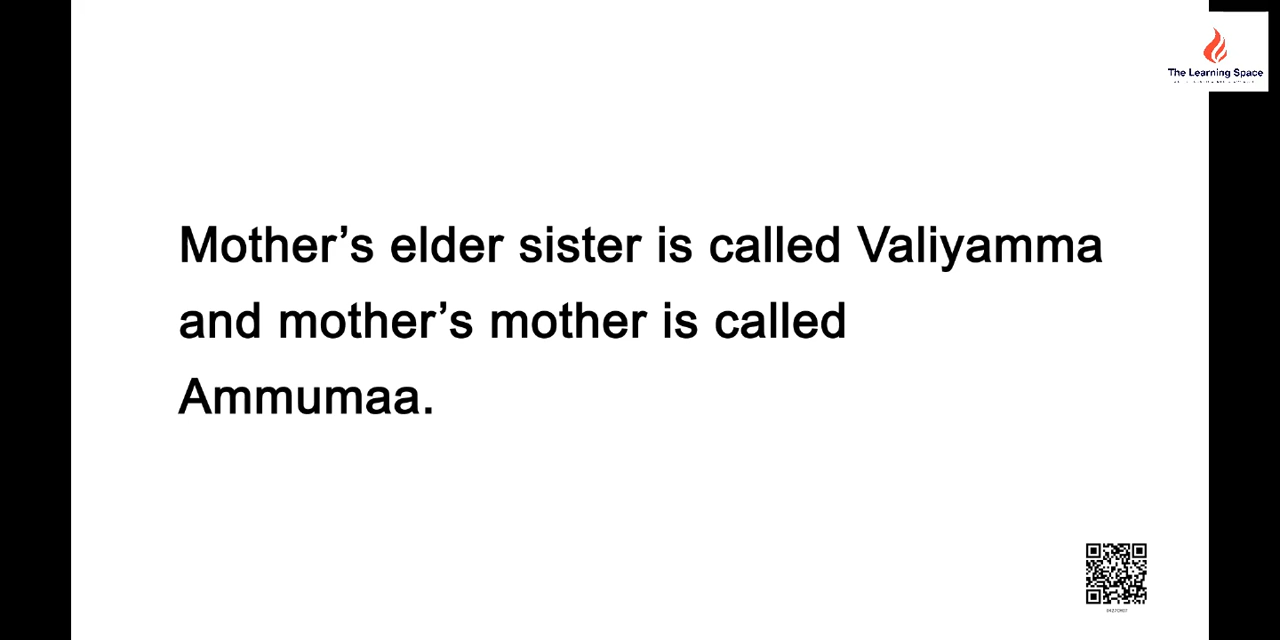 The Learning Space
Mother's elder sister is called Valiyamma
and mother's mother is called
Ammumaa.